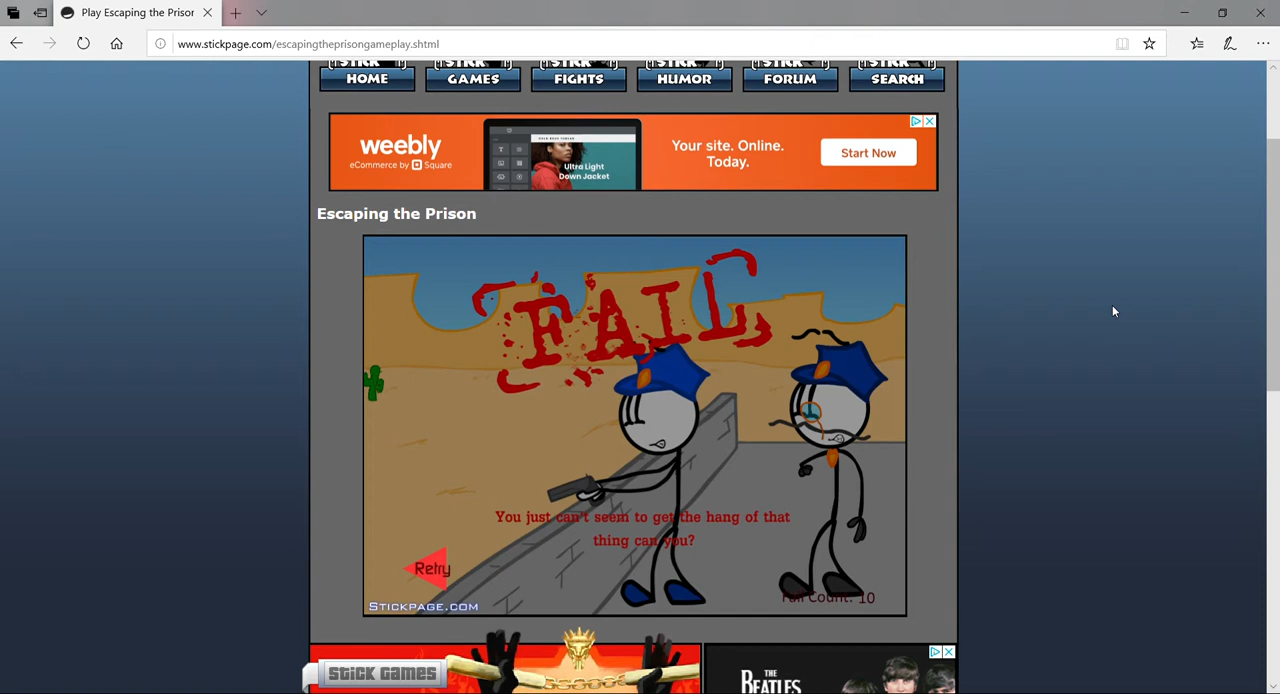 Play Escaping the Prison
www.stickpage.com/escapingtheprisongameplay.shtml
HOME GAMES FIGHTS HUMOR FORUM SEARCH
weebly
eCommerce by Square
Ultra Light
Down Jacket
Your site. Online.
Today.
Start Now
Escaping the Prison
FAIL
You just can't seem to get the hang of that
thing can you?
Retry
Fail Count: 10
STICKPAGE.COM
STICK GAMES
THE
BEATLES